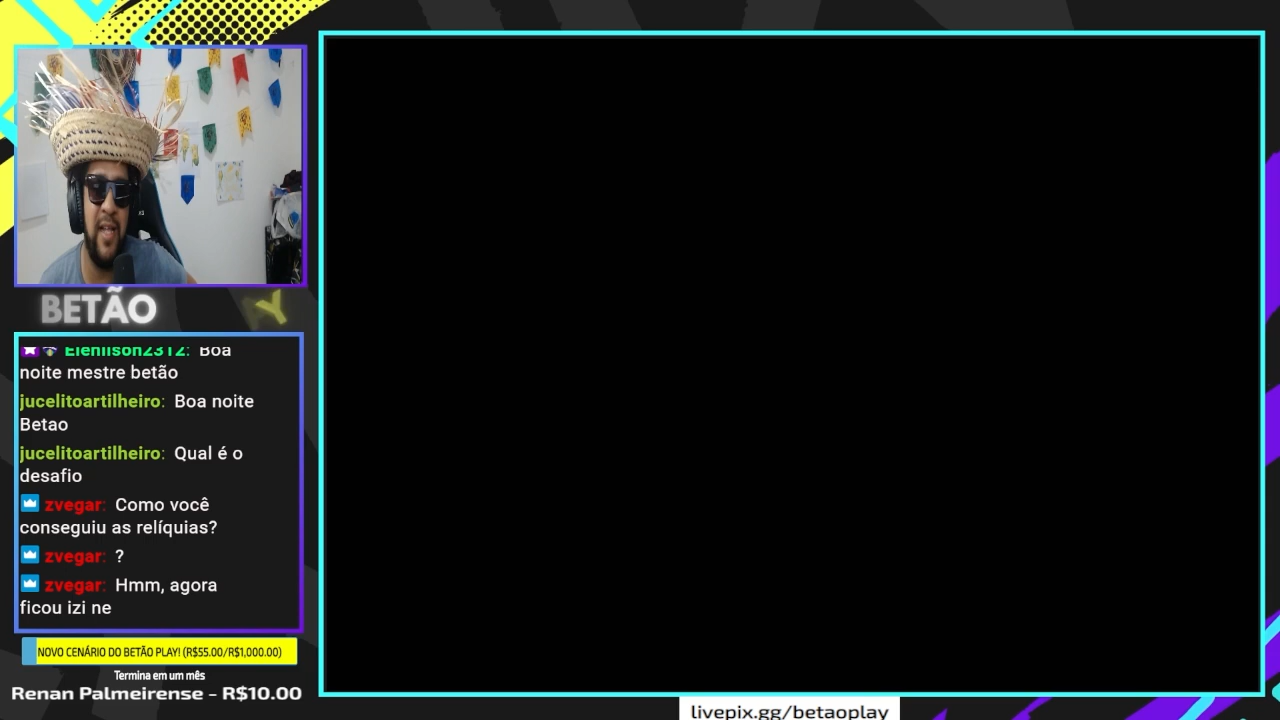 BETÃO
Y
Elenilson2312: Boa
noite mestre betão
jucelitoartilheiro: Boa noite
Betao
jucelitoartilheiro: Qual é o
desafio
zvegar: Como você
conseguiu as relíquias?
zvegar: ?
zvegar: Hmm, agora
ficou izi ne
NOVO CENÁRIO DO BETÃO PLAY! (R$55.00/R$1,000.00)
Termina em um mês
Renan Palmeirense - R$10.00
livepix.gg/betaoplay